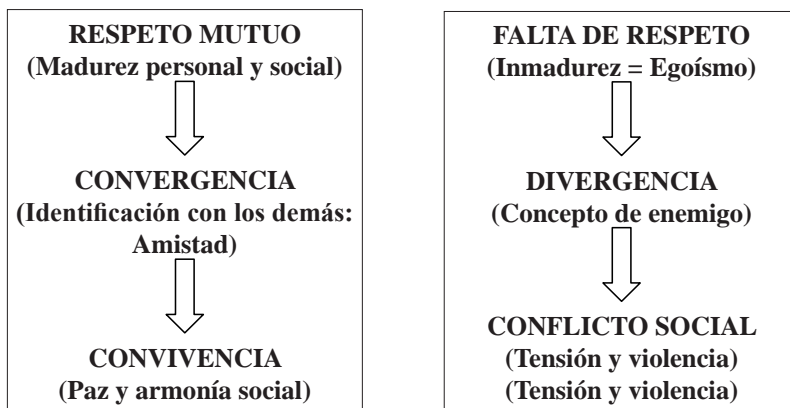 RESPETO MUTUO
(Madurez personal y social)
CONVERGENCIA
(Identificación con los demás:
Amistad)
CONVIVENCIA
(Paz y armonía social)
FALTA DE RESPETO
(Inmadurez = Egoísmo)
DIVERGENCIA
(Concepto de enemigo)
CONFLICTO SOCIAL
(Tensión y violencia)
(Tensión y violencia)